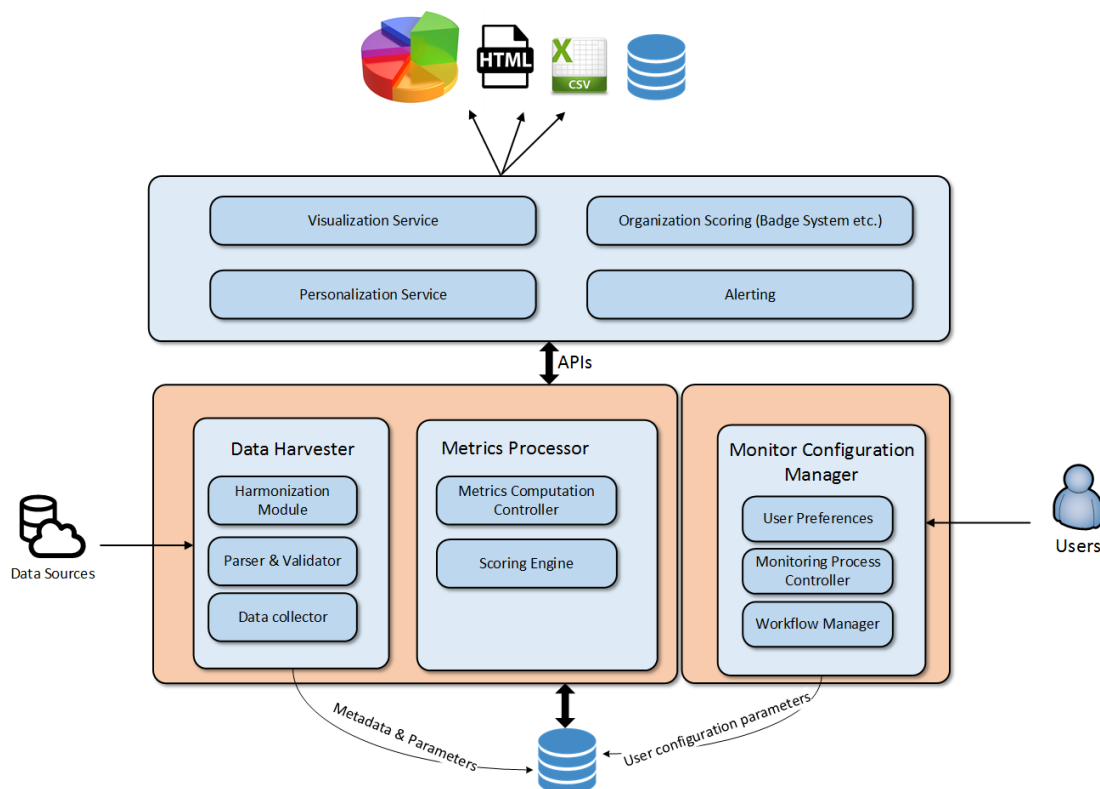 HTML
X
CSV
Visualization Service
Organization Scoring (Badge System etc.)
Personalization Service
Alerting
APIs
Data Harvester
Harmonization
Module
Parser & Validator
Data collector
Metrics Processor
Metrics Computation
Controller
Scoring Engine
Monitor Configuration
Manager
User Preferences
Monitoring Process
Controller
Workflow Manager
Data Sources
Users
Metadada & Parameters
User configuration parameters